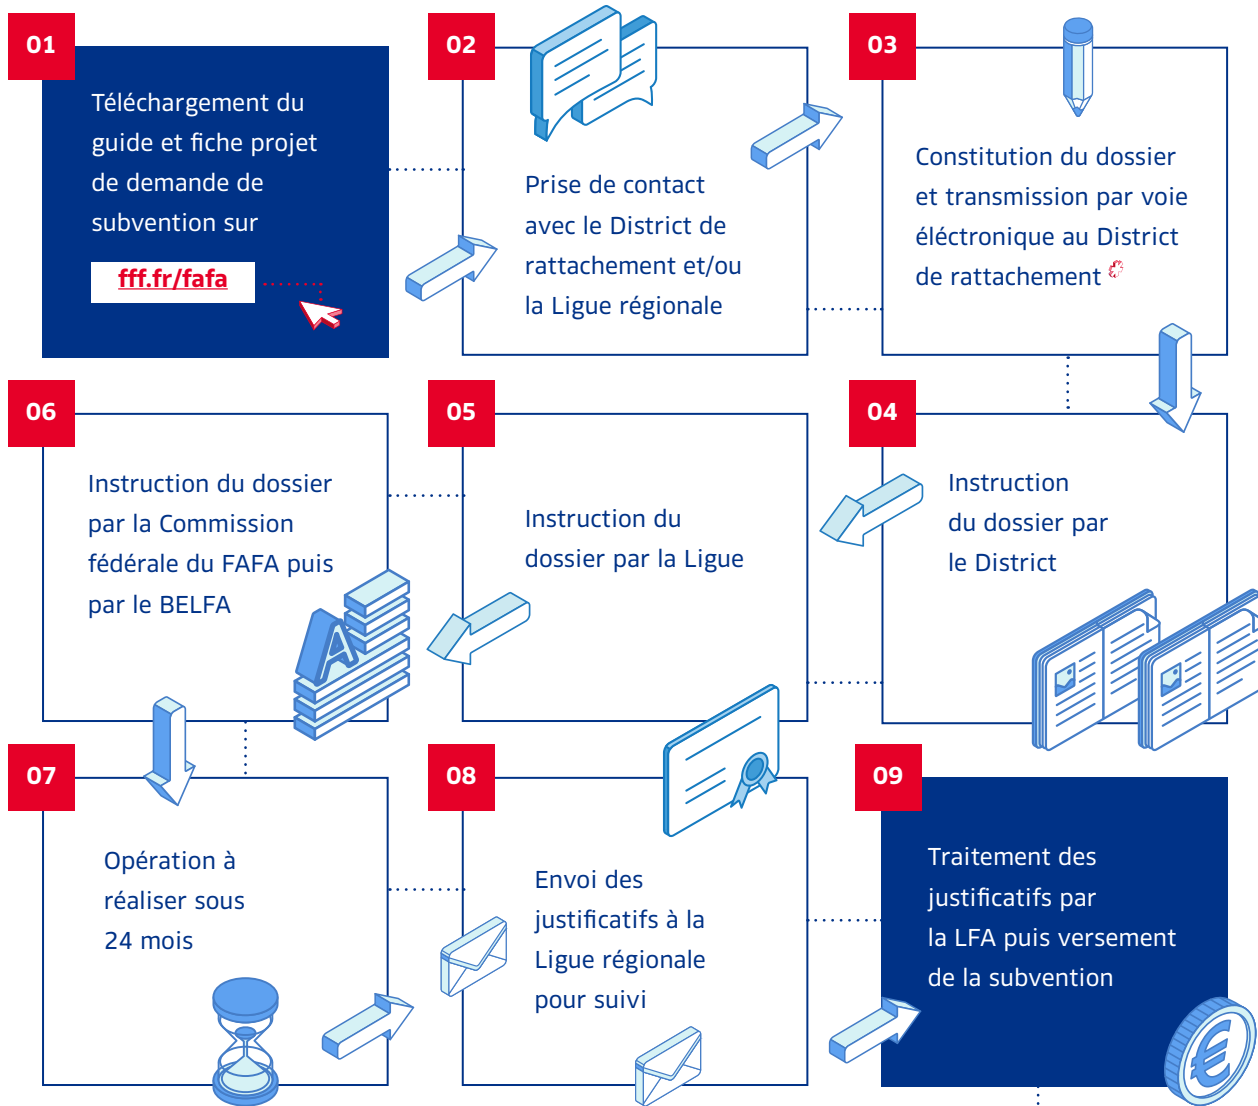 01
Téléchargement du
guide et fiche projet
de demande de
subvention sur
fff.fr/fafa
02
Prise de contact
avec le District de
rattachement et/ou
la Ligue régionale
03
Constitution du dossier
et transmission par voie
éléctronique au District
de rattachement
04
Instruction
du dossier par
le District
05
Instruction du
dossier par la Ligue
06
Instruction du dossier
par la Commission
fédérale du FAFA puis
par le BELFA
A
07
Opération à
réaliser sous
24 mois
08
Envoi des
justificatifs à la
Ligue régionale
pour suivi
09
Traitement des
justificatifs par
la LFA puis versement
de la subvention
€